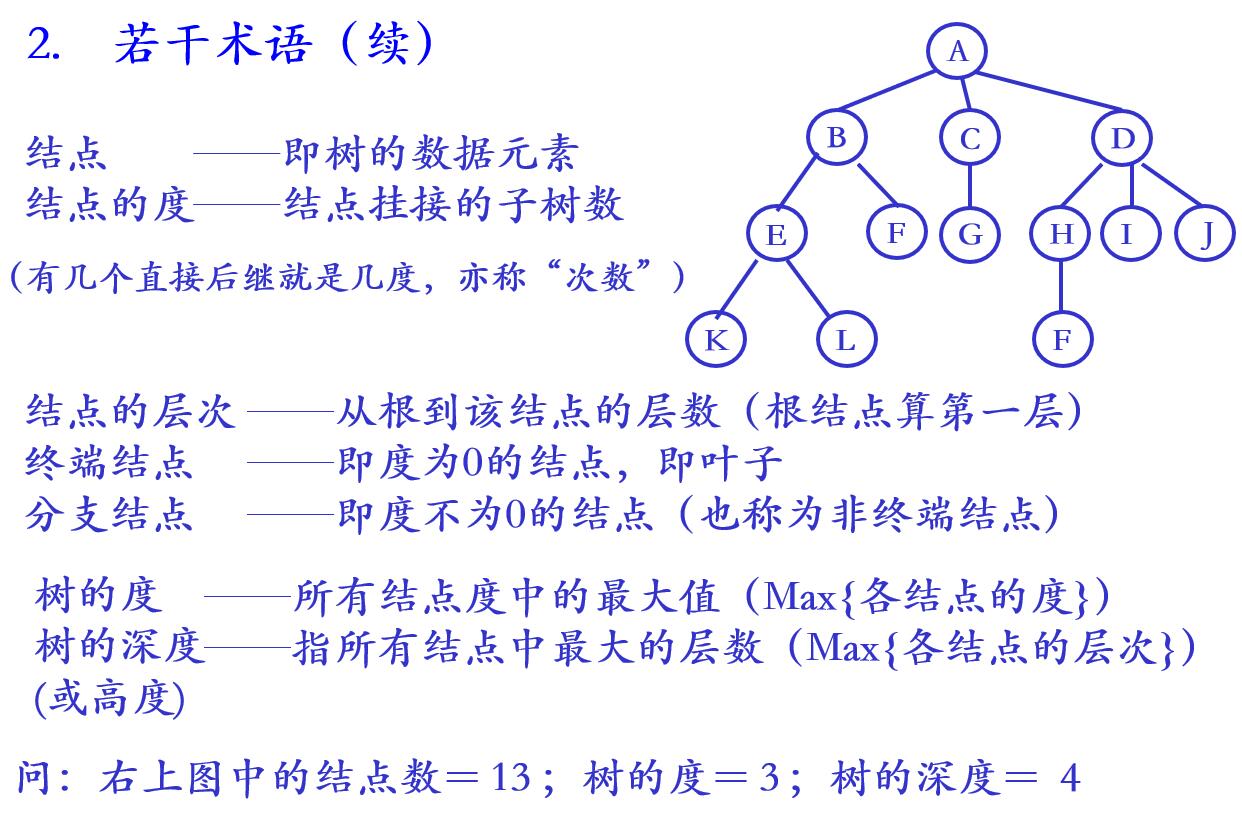 2. 若干术语（续）
A
B C D
结点 ——即树的数据元素
结点的度——结点挂接的子树数
E F G H I J
（有几个直接后继就是几度，亦称“次数”）
K L F
结点的层次 ——从根到该结点的层数（根结点算第一层）
终端结点 ——即度为0的结点，即叶子
分支结点 ——即度不为0的结点（也称为非终端结点）
树的度 ——所有结点度中的最大值（Max{各结点的度}）
树的深度——指所有结点中最大的层数（Max{各结点的层次}）
(或高度)
问：右上图中的结点数＝13；树的度＝3；树的深度＝ 4